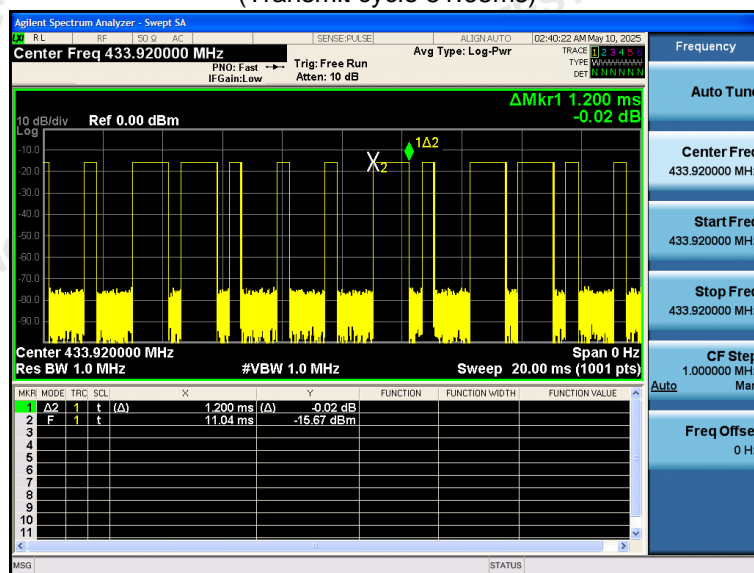 Agilent Spectrum Analyzer - Swept SA
LXI RL RF 50 Ω AC SENSE:PULSE ALIGN AUTO 02:40:22 AM May 10, 2025
Center Freq 433.920000 MHz Avg Type: Log-Pwr TRACE 1 2 3 4 5 6
PNO: Fast Trig: Free Run TYPE
IFGain:Low Atten: 10 dB DET N N N N N N
ΔMkr1 1.200 ms
10 dB/div Ref 0.00 dBm -0.02 dB
Log
-10.0
1Δ2
X2
-20.0
-30.0
-40.0
-50.0
-60.0
-70.0
-80.0
-90.0
Center 433.920000 MHz Span 0 Hz
Res BW 1.0 MHz #VBW 1.0 MHz Sweep 20.00 ms (1001 pts)
MKR MODE TRC SCL X Y FUNCTION FUNCTION WIDTH FUNCTION VALUE
1 Δ2 1 t (Δ) 1.200 ms (Δ) -0.02 dB
2 F 1 t 11.04 ms -15.67 dBm
3
4
5
6
7
8
9
10
11
MSG STATUS
Frequency
Auto Tune
Center Freq
433.920000 MHz
Start Freq
433.920000 MHz
Stop Freq
433.920000 MHz
CF Step
1.000000 MHz
Auto Man
Freq Offset
0 Hz